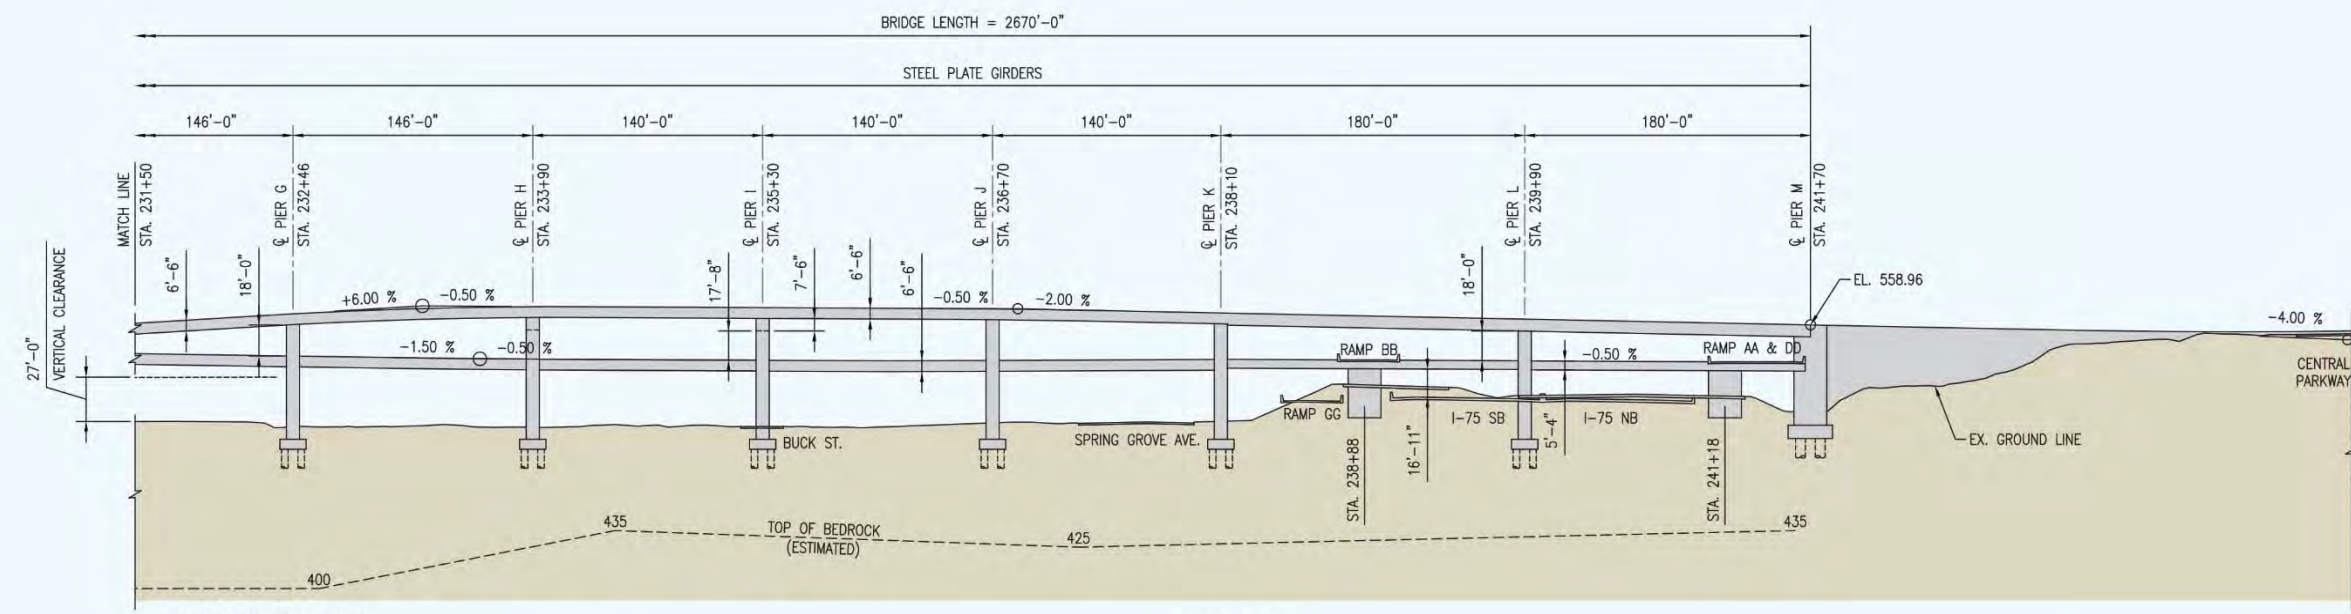 BRIDGE LENGTH = 2670'-0"
STEEL PLATE GIRDERS
146'-0"
146'-0"
140'-0"
140'-0"
140'-0"
180'-0"
180'-0"
MATCH LINE
STA. 231+50
℄ PIER G
STA. 232+46
℄ PIER H
STA. 233+90
℄ PIER I
STA. 235+30
℄ PIER J
STA. 236+70
℄ PIER K
STA. 238+10
℄ PIER L
STA. 239+90
℄ PIER M
STA. 241+70
27'-0"
VERTICAL CLEARANCE
6'-6"
18'-0"
17'-8"
7'-6"
6'-6"
6'-6"
18'-0"
EL. 558.96
+6.00 %
-0.50 %
-0.50 %
-2.00 %
-4.00 %
-1.50 %
-0.50 %
RAMP BB
-0.50 %
RAMP AA & DD
CENTRAL
PARKWAY
RAMP GG
I-75 SB
I-75 NB
BUCK ST.
SPRING GROVE AVE.
EX. GROUND LINE
16'-11"
5'-4"
STA. 238+88
STA. 241+18
400
435
TOP OF BEDROCK
(ESTIMATED)
425
435